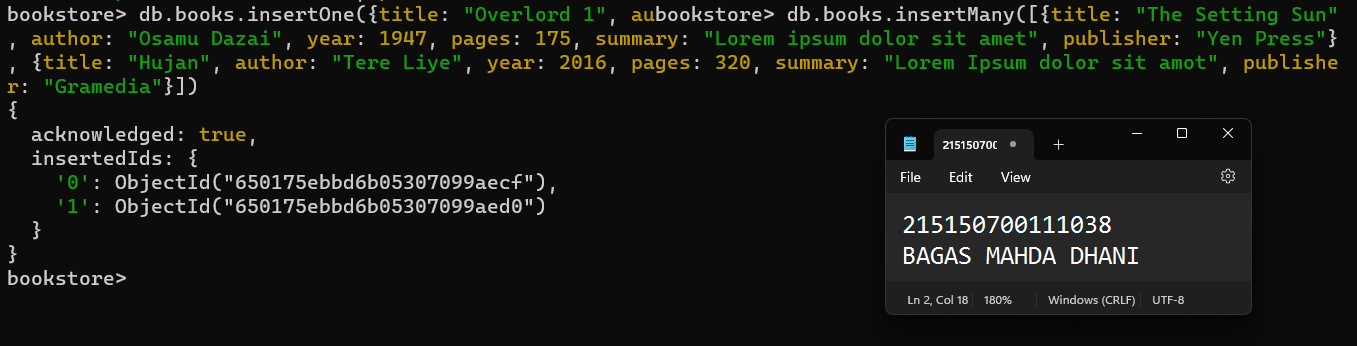 bookstore> db.books.insertOne({title: "Overlord 1", aubookstore> db.books.insertMany([{title: "The Setting Sun"
, author: "Osamu Dazai", year: 1947, pages: 175, summary: "Lorem ipsum dolor sit amet", publisher: "Yen Press"}
, {title: "Hujan", author: "Tere Liye", year: 2016, pages: 320, summary: "Lorem Ipsum dolor sit amot", publishe
r: "Gramedia"}])
{
  acknowledged: true,
  insertedIds: {
    '0': ObjectId("650175ebbd6b05307099aecf"),
    '1': ObjectId("650175ebbd6b05307099aed0")
  }
}
bookstore>
21515070(
File Edit View
215150700111038
BAGAS MAHDA DHANI
Ln 2, Col 18 180% Windows (CRLF) UTF-8